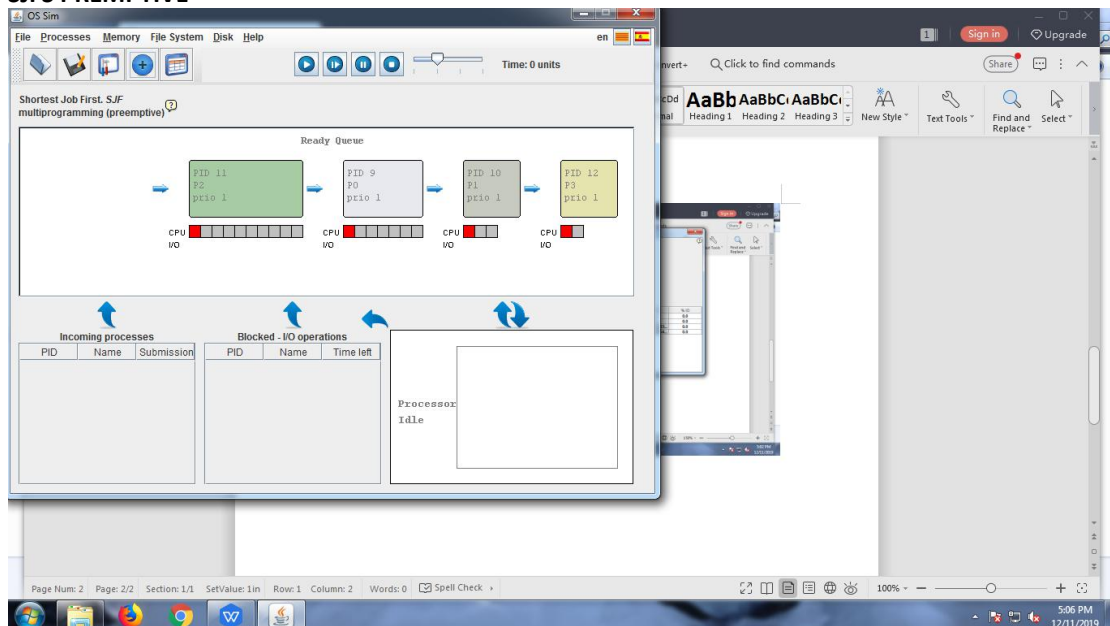 OS Sim
File Processes Memory File System Disk Help en
Time: 0 units
Shortest Job First. SJF
multiprogramming (preemptive)
Ready Queue
PID 11
P2
prio 1
CPU
I/O
PID 9
P0
prio 1
CPU
I/O
PID 10
P1
prio 1
CPU
I/O
PID 12
P3
prio 1
CPU
I/O
Incoming processes
PID Name Submission
Blocked - I/O operations
PID Name Time left
Processor
Idle
1 Sign in Upgrade
Click to find commands Share
AaBb AaBbC AaBbC
Heading 1 Heading 2 Heading 3 New Style Text Tools Find and Replace Select
Page Num: 2 Page: 2/2 Section: 1/1 SetValue: 1in Row: 1 Column: 2 Words: 0 Spell Check 100%
5:06 PM
12/11/2019